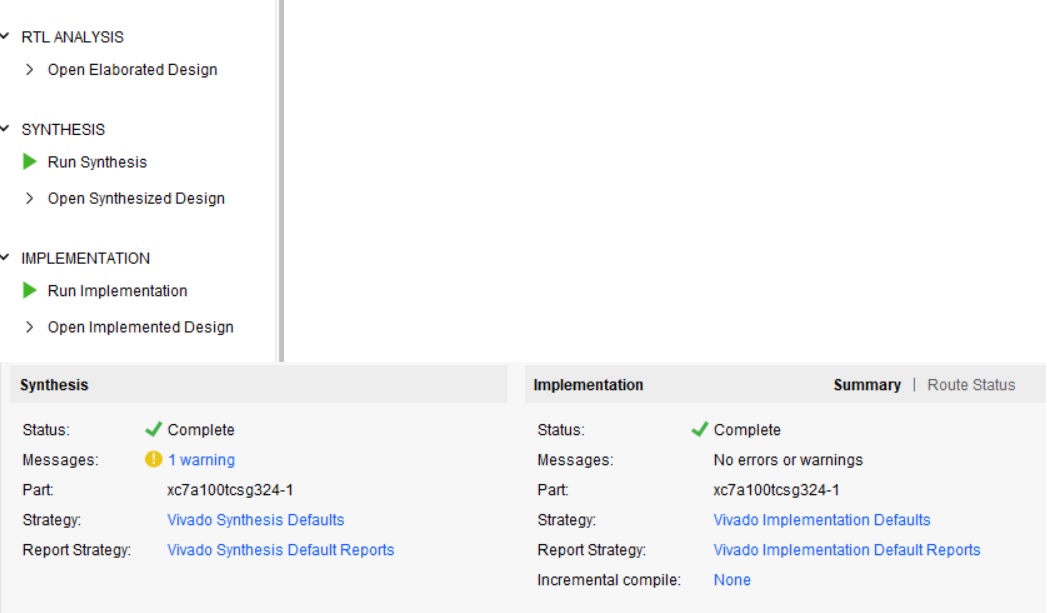 RTL ANALYSIS
Open Elaborated Design
SYNTHESIS
Run Synthesis
Open Synthesized Design
IMPLEMENTATION
Run Implementation
Open Implemented Design
Synthesis
Status: Complete
Messages: 1 warning
Part: xc7a100tcsg324-1
Strategy: Vivado Synthesis Defaults
Report Strategy: Vivado Synthesis Default Reports
Implementation Summary | Route Status
Status: Complete
Messages: No errors or warnings
Part: xc7a100tcsg324-1
Strategy: Vivado Implementation Defaults
Report Strategy: Vivado Implementation Default Reports
Incremental compile: None